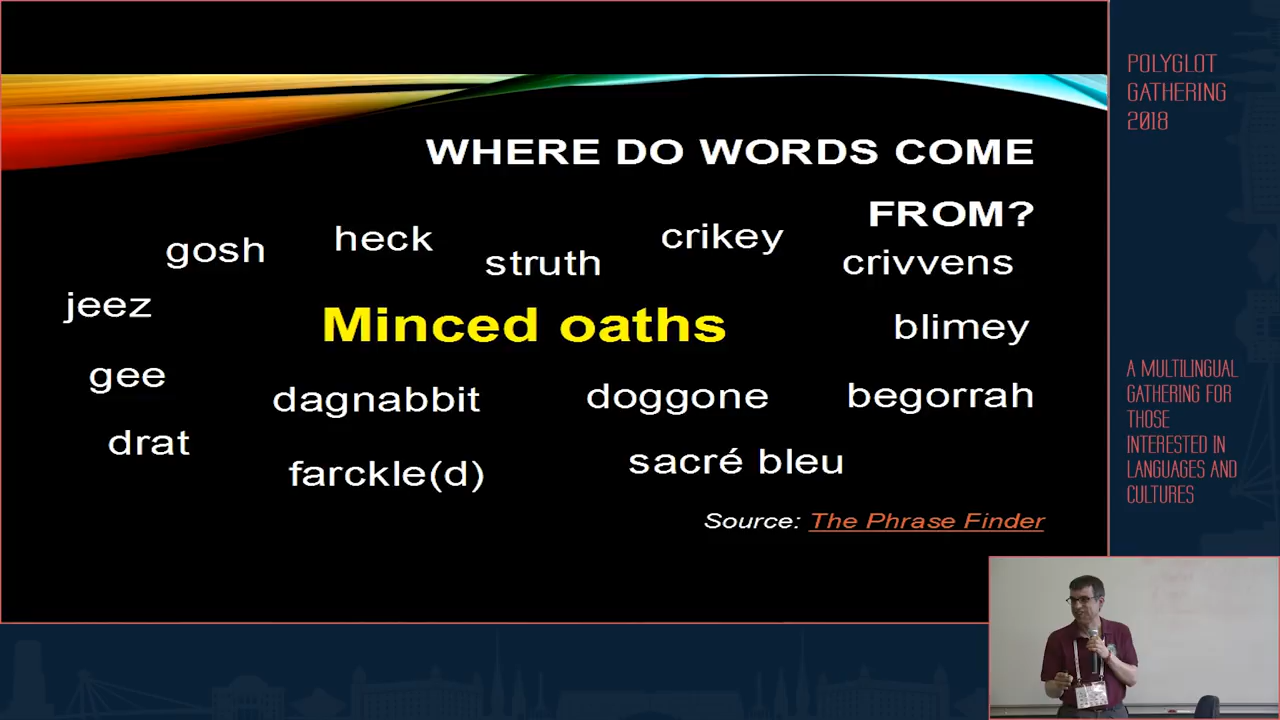 WHERE DO WORDS COME
FROM?
gosh
heck
struth
crikey
crivvens
jeez
Minced oaths
blimey
gee
dagnabbit
doggone
begorrah
drat
farckle(d)
sacré bleu
Source: The Phrase Finder
POLYGLOT
GATHERING
2018
A MULTILINGUAL
GATHERING FOR
THOSE
INTERESTED IN
LANGUAGES AND
CULTURES